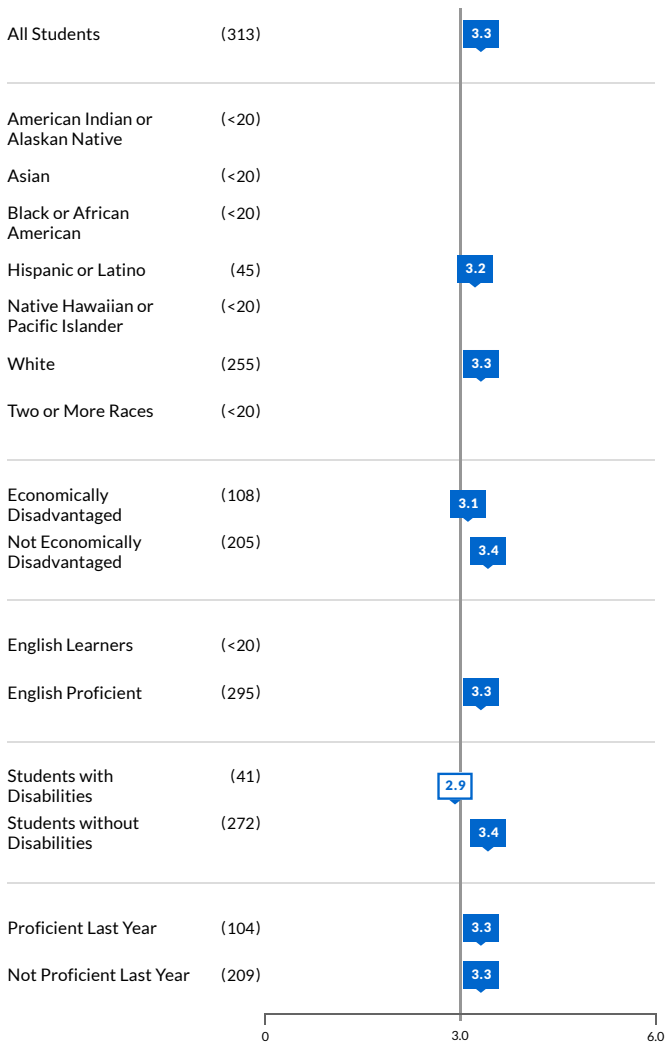 All Students (313) 3.3
American Indian or (<20)
Alaskan Native
Asian (<20)
Black or African (<20)
American
Hispanic or Latino (45) 3.2
Native Hawaiian or (<20)
Pacific Islander
White (255) 3.3
Two or More Races (<20)
Economically (108) 3.1
Disadvantaged
Not Economically (205) 3.4
Disadvantaged
English Learners (<20)
English Proficient (295) 3.3
Students with (41) 2.9
Disabilities
Students without (272) 3.4
Disabilities
Proficient Last Year (104) 3.3
Not Proficient Last Year (209) 3.3
0 3.0 6.0